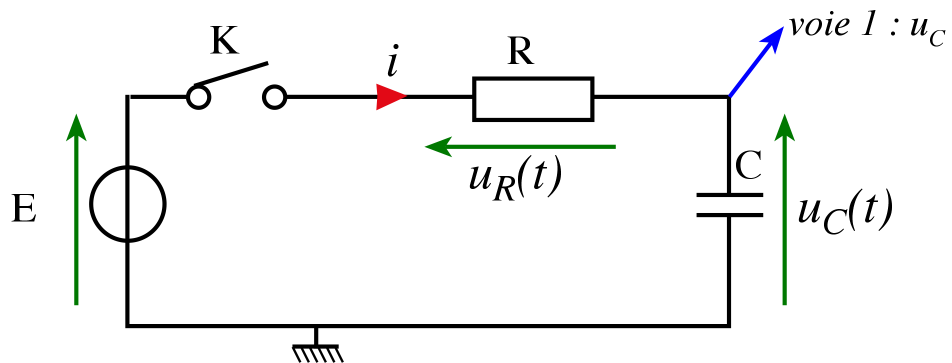 voie 1 : u_C
K
i
R
u_R(t)
C
E
u_C(t)